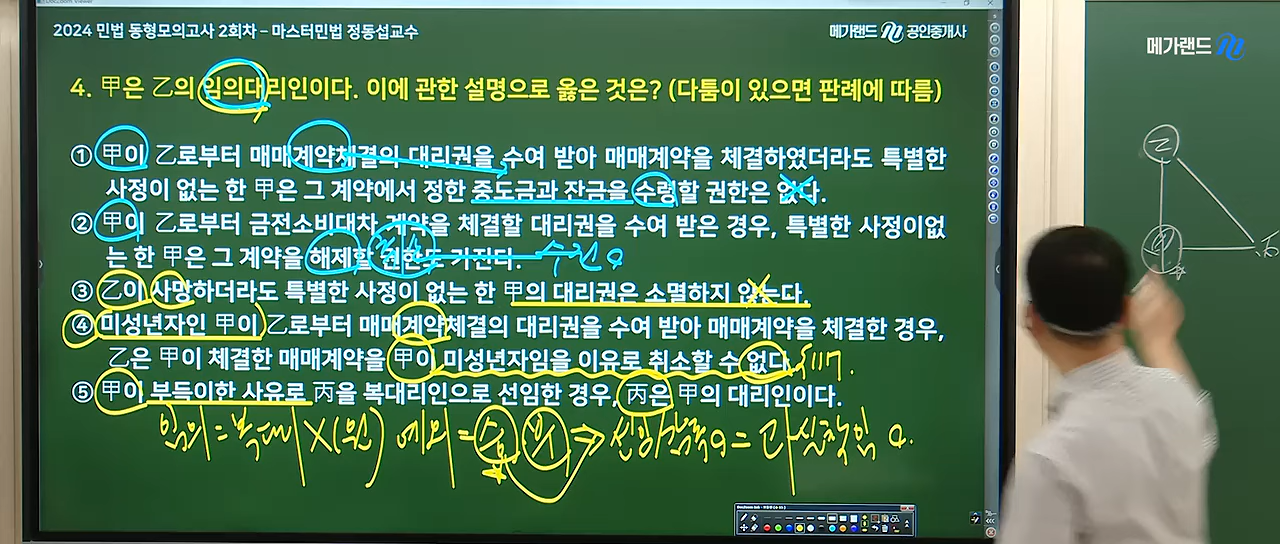 2024 민법 동형모의고사 2회차 – 마스터민법 정동섭교수
메가랜드 공인중개사
메가랜드
4. 甲은 乙의 임의대리인이다. 이에 관한 설명으로 옳은 것은? (다툼이 있으면 판례에 따름)
① 甲이 乙로부터 매매계약체결의 대리권을 수여 받아 매매계약을 체결하였더라도 특별한
사정이 없는 한 甲은 그 계약에서 정한 중도금과 잔금을 수령할 권한은 없다.
② 甲이 乙로부터 금전소비대차 계약을 체결할 대리권을 수여 받은 경우, 특별한 사정이없
는 한 甲은 그 계약을 해제할 권한도 가진다.
③ 乙이 사망하더라도 특별한 사정이 없는 한 甲의 대리권은 소멸하지 않는다.
④ 미성년자인 甲이 乙로부터 매매계약체결의 대리권을 수여 받아 매매계약을 체결한 경우,
乙은 甲이 체결한 매매계약을 甲이 미성년자임을 이유로 취소할 수 없다.
§117.
⑤ 甲이 부득이한 사유로 丙을 복대리인으로 선임한 경우, 丙은 甲의 대리인이다.
임의 = 복대리 X (원) 예외 =
乙